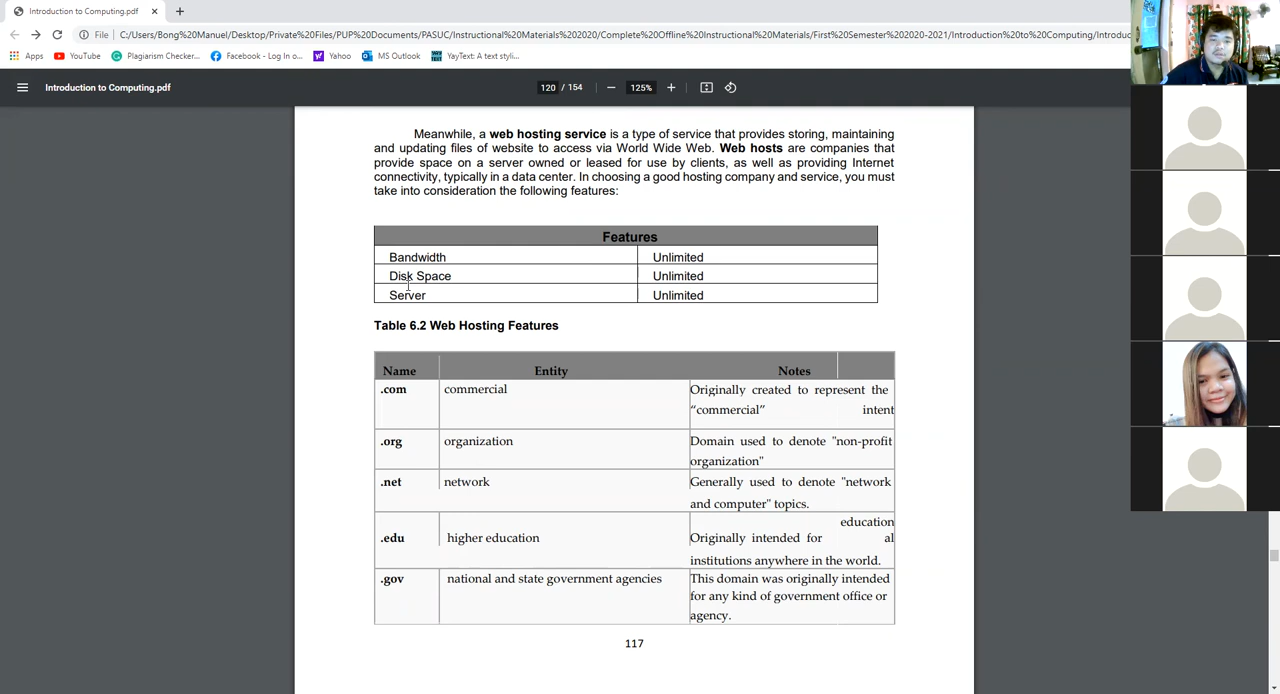 Introduction to Computing.pdf
File | C:/Users/Bong%20Manuel/Desktop/Private%20Files/PUP%20Documents/PASUC/Instructional%20Materials%202020/Complete%20Offline%20Instructional%20Materials/First%20Semester%202020-2021/Introduction%20to%20Computing/Introduc
Apps YouTube Plagiarism Checker... Facebook - Log In o... Yahoo MS Outlook YayText: A text styli...
Introduction to Computing.pdf 120 / 154 125%
Meanwhile, a web hosting service is a type of service that provides storing, maintaining
and updating files of website to access via World Wide Web. Web hosts are companies that
provide space on a server owned or leased for use by clients, as well as providing Internet
connectivity, typically in a data center. In choosing a good hosting company and service, you must
take into consideration the following features:
Features
Bandwidth Unlimited
Disk Space Unlimited
Server Unlimited
Table 6.2 Web Hosting Features
Name Entity Notes
.com commercial Originally created to represent the
“commercial” intent
.org organization Domain used to denote "non-profit
organization"
.net network Generally used to denote "network
and computer" topics.
education
.edu higher education Originally intended for al
institutions anywhere in the world.
.gov national and state government agencies This domain was originally intended
for any kind of government office or
agency.
117